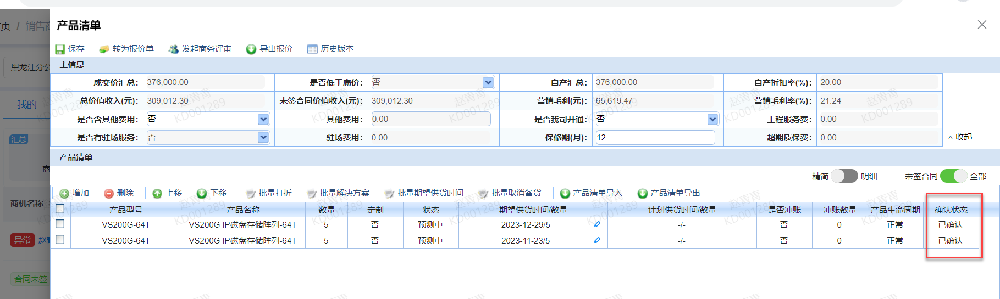 页 / 销售商
产品清单
保存 转为报价单 发起商务评审 导出报价 历史版本
黑龙江分公
主信息
成交价汇总: 376,000.00 是否低于底价: 否 自产汇总: 376,000.00 自产折扣率(%): 20.00
我的 总价值收入(元): 309,012.30 未签合同价值收入(元): 309,012.30 营销毛利(元): 65,619.47 营销毛利率(%): 21.24
是否含其他费用: 否 其他费用: 0.00 是否我司开通: 否 工程服务费: 0.00
汇总 是否有驻场服务: 否 驻场费用: 0.00 保修期(月): 12 超期质保费: 0.00 ∧ 收起
产品清单
商
精简 明细 未签合同 全部
增加 删除 上移 下移 批量打折 批量解决方案 批量期望供货时间 批量取消备货 产品清单导入 产品清单导出
商机名称
产品型号 产品名称 数量 定制 状态 期望供货时间/数量 计划供货时间/数量 是否冲账 冲账数量 产品生命周期 确认状态
VS200G-64T VS200G IP磁盘存储阵列-64T 5 否 预测中 2023-12-29/5 -/- 否 0 正常 已确认
异常 赵青
VS200G-64T VS200G IP磁盘存储阵列-64T 5 否 预测中 2023-11-23/5 -/- 否 0 正常 已确认
合同未签
赵青青
KD001289